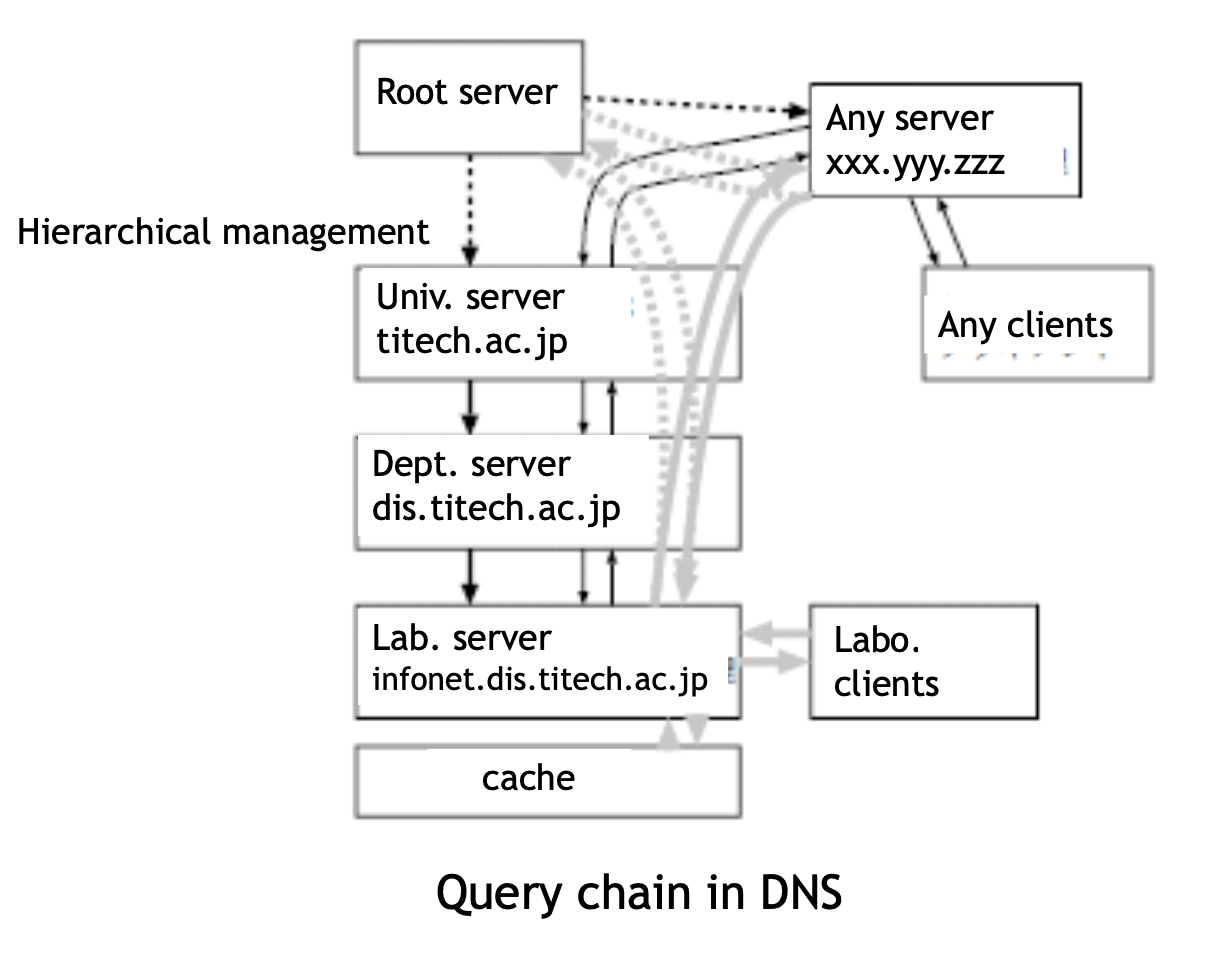 Root server
Any server
xxx.yyy.zzz
Hierarchical management
Univ. server
titech.ac.jp
Any clients
Dept. server
dis.titech.ac.jp
Lab. server
infonet.dis.titech.ac.jp
Labo.
clients
cache
Query chain in DNS